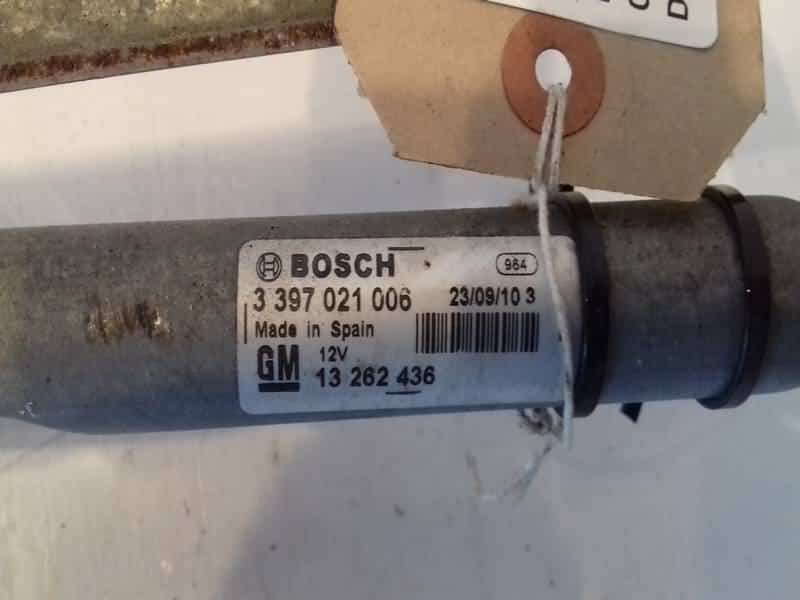 BOSCH 964
3 397 021 006 23/09/10 3
Made in Spain
GM 12V
13 262 436